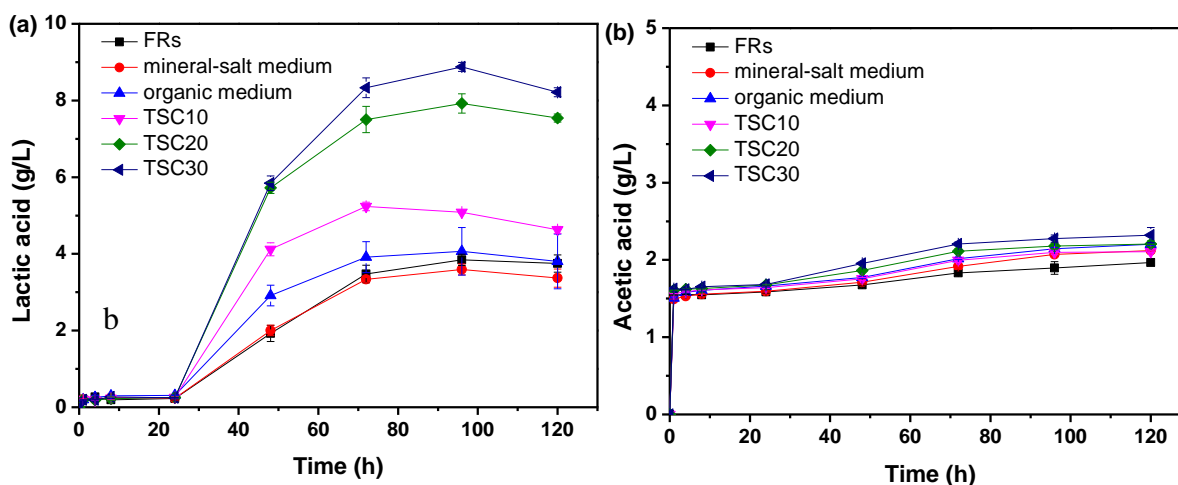 (a)
10
8
6
4
2
0
Lactic acid (g/L)
FRs
mineral-salt medium
organic medium
TSC10
TSC20
TSC30
b
0 20 40 60 80 100 120
Time (h)
(b)
5
4
3
2
1
0
Acetic acid (g/L)
FRs
mineral-salt medium
organic medium
TSC10
TSC20
TSC30
0 20 40 60 80 100 120
Time (h)